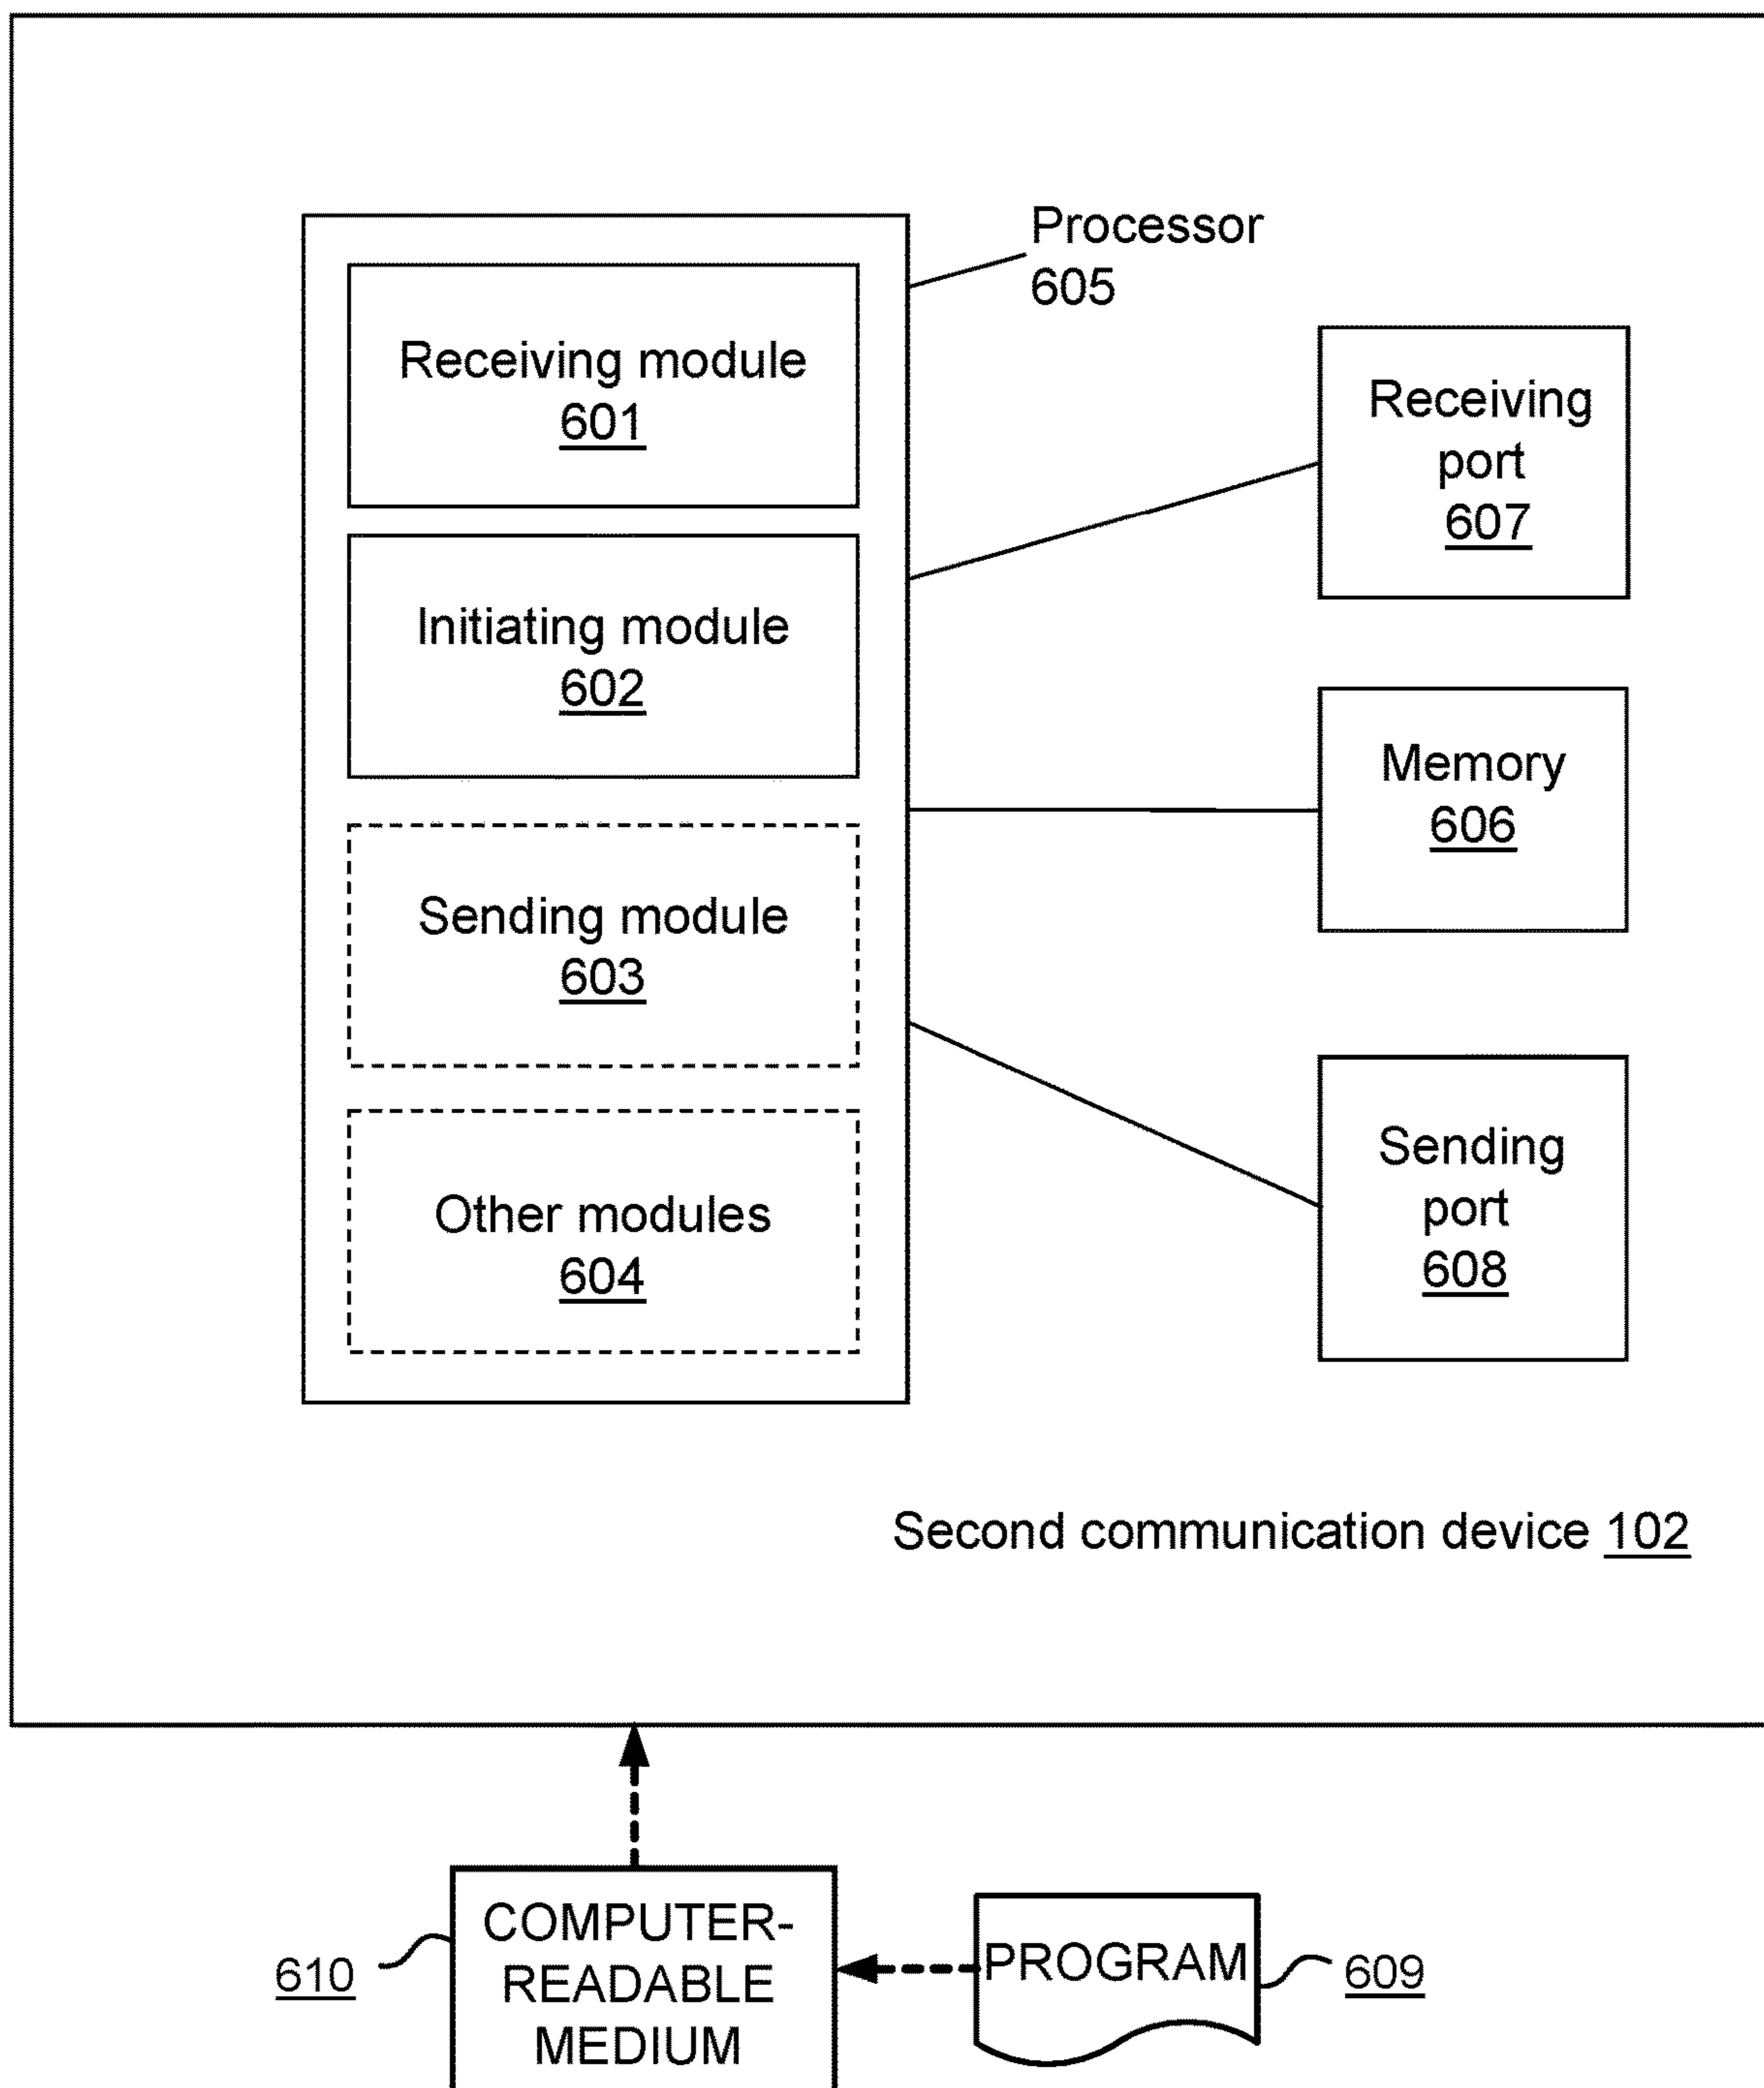 Processor
605
Receiving module
601
Receiving
port
607
Initiating module
602
Memory
606
Sending module
603
Sending
port
608
Other modules
604
Second communication device 102
COMPUTER-
READABLE
MEDIUM
610
PROGRAM
609